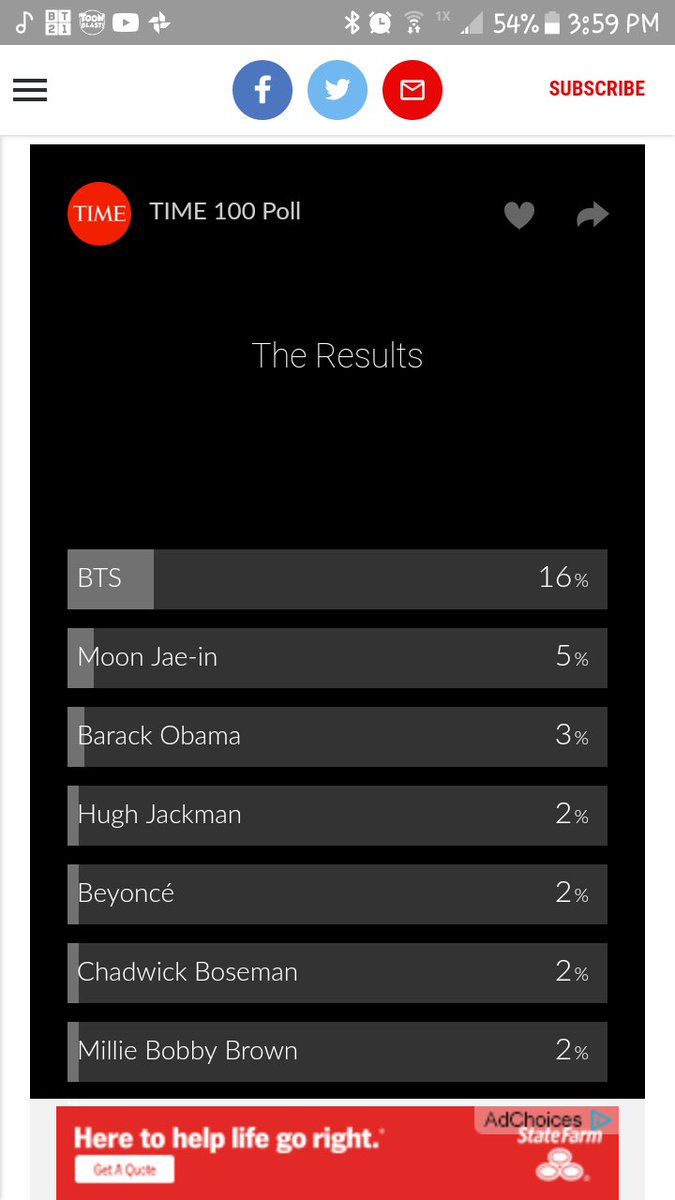 BT
21
TOON
BLAST!
1X
54%
3:59 PM
SUBSCRIBE
TIME
TIME 100 Poll
The Results
BTS 16%
Moon Jae-in 5%
Barack Obama 3%
Hugh Jackman 2%
Beyoncé 2%
Chadwick Boseman 2%
Millie Bobby Brown 2%
AdChoices
Here to help life go right.®
StateFarm
Get A Quote